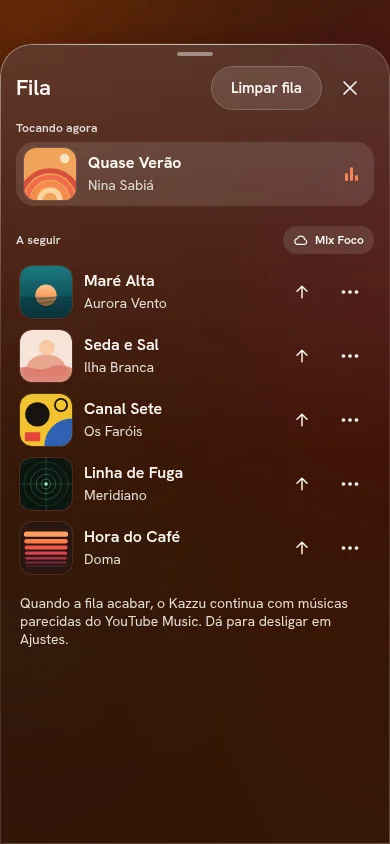 Fila
Limpar fila
Tocando agora
Quase Verão
Nina Sabiá
A seguir
Mix Foco
Maré Alta
Aurora Vento
Seda e Sal
Ilha Branca
Canal Sete
Os Faróis
Linha de Fuga
Meridiano
Hora do Café
Doma
Quando a fila acabar, o Kazzu continua com músicas
parecidas do YouTube Music. Dá para desligar em
Ajustes.